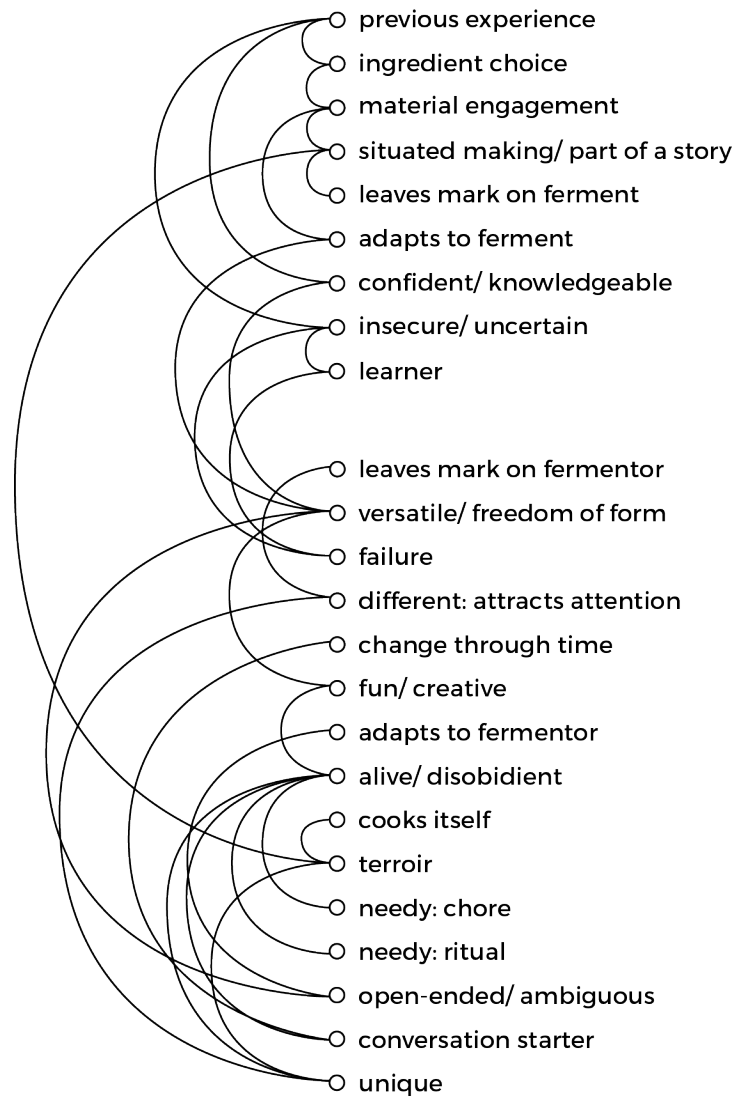 previous experience
ingredient choice
material engagement
situated making/ part of a story
leaves mark on ferment
adapts to ferment
confident/ knowledgeable
insecure/ uncertain
learner
leaves mark on fermentor
versatile/ freedom of form
failure
different: attracts attention
change through time
fun/ creative
adapts to fermentor
alive/ disobidient
cooks itself
terroir
needy: chore
needy: ritual
open-ended/ ambiguous
conversation starter
unique